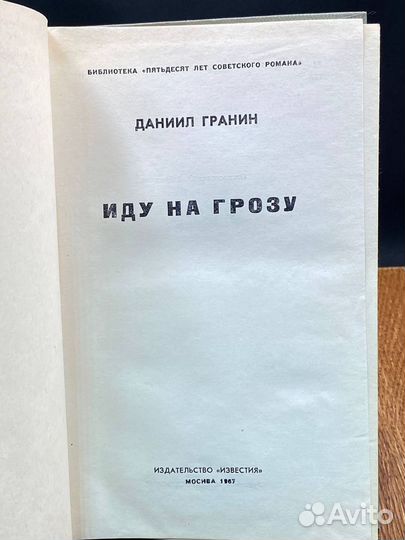 БИБЛИОТЕКА «ПЯТЬДЕСЯТ ЛЕТ СОВЕТСКОГО РОМАНА»
ДАНИИЛ ГРАНИН
ИДУ НА ГРОЗУ
ИЗДАТЕЛЬСТВО «ИЗВЕСТИЯ»
МОСКВА 1967
Avito